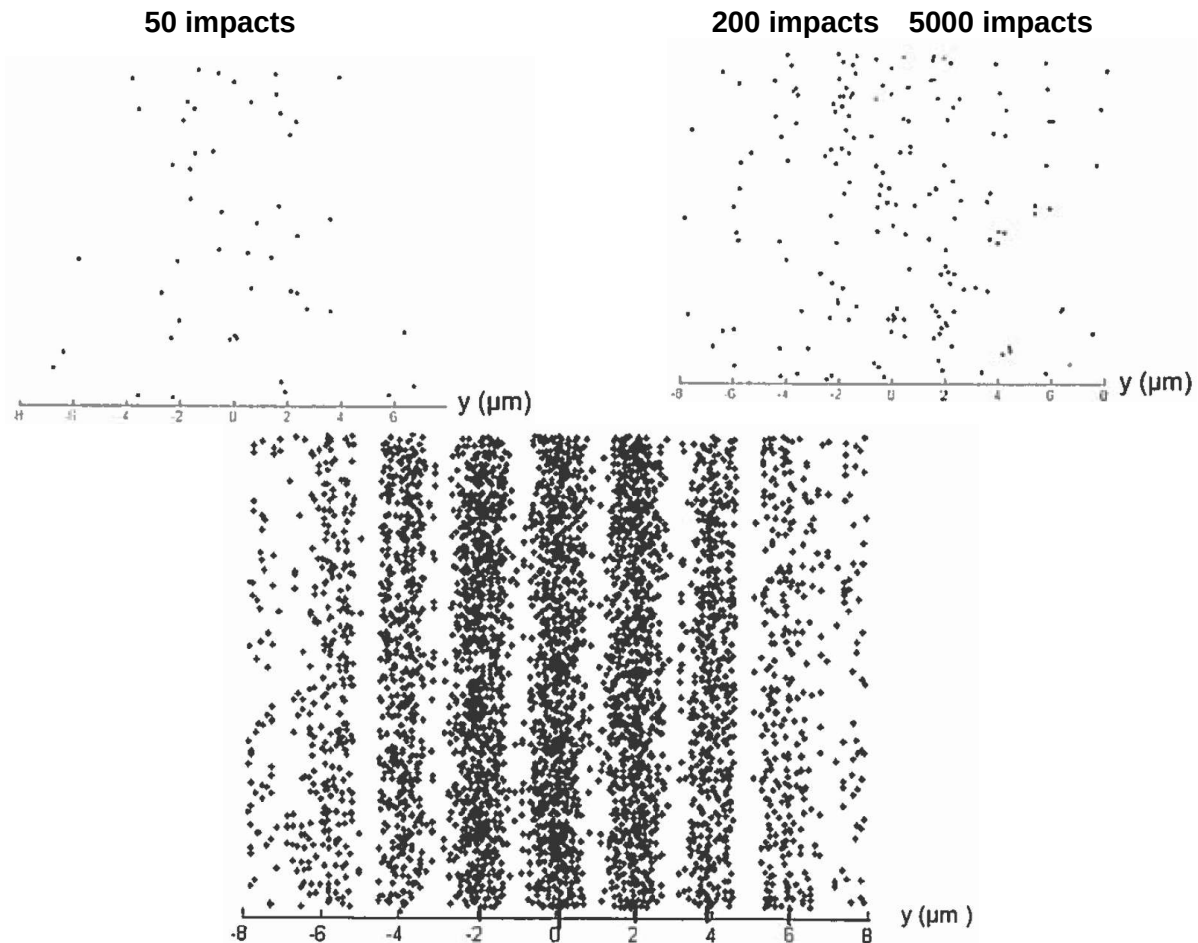 50 impacts
200 impacts 5000 impacts
-2 0 2 4 6 y (µm)
-8 -4 -2 0 2 4 6 y (µm)
-8 -6 -4 -2 0 2 4 6 8 y (µm )